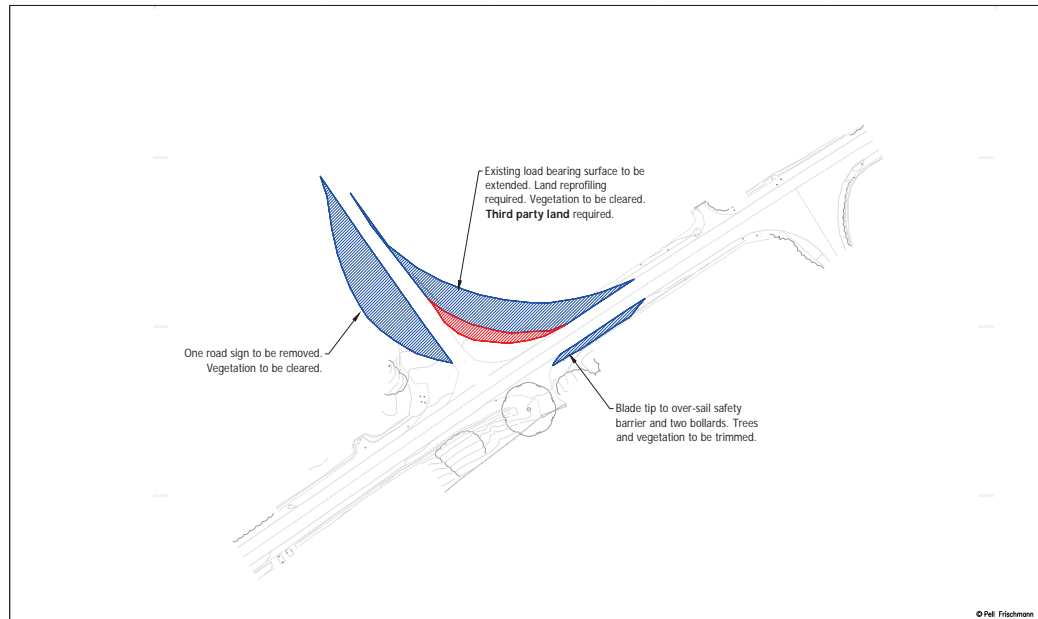 Existing load bearing surface to be
extended. Land reprofiling
required. Vegetation to be cleared.
Third party land required.
One road sign to be removed.
Vegetation to be cleared.
Blade tip to over-sail safety
barrier and two bollards. Trees
and vegetation to be trimmed.
© Pell Frischmann